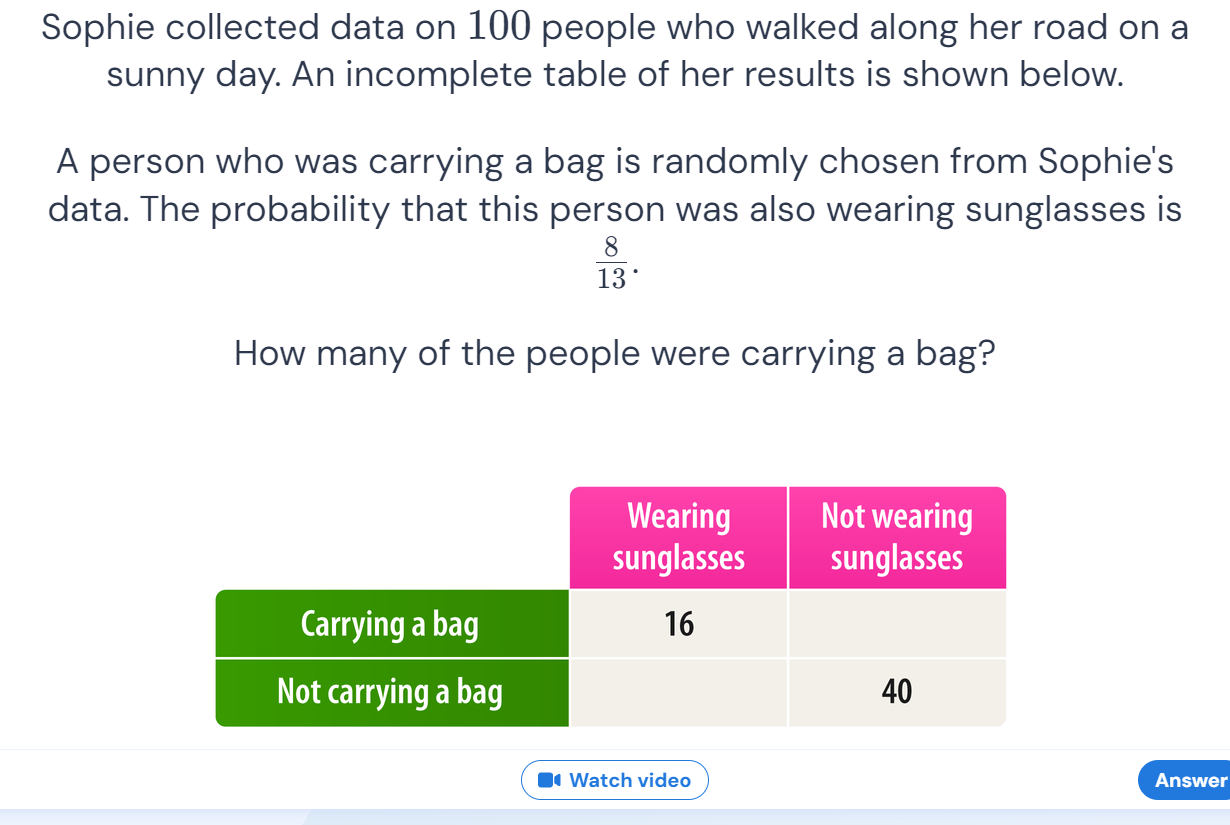 Sophie collected data on 100 people who walked along her road on a
sunny day. An incomplete table of her results is shown below.
A person who was carrying a bag is randomly chosen from Sophie's
data. The probability that this person was also wearing sunglasses is
8/13.
How many of the people were carrying a bag?
Wearing sunglasses
Not wearing sunglasses
Carrying a bag
16
Not carrying a bag
40
Watch video
Answer